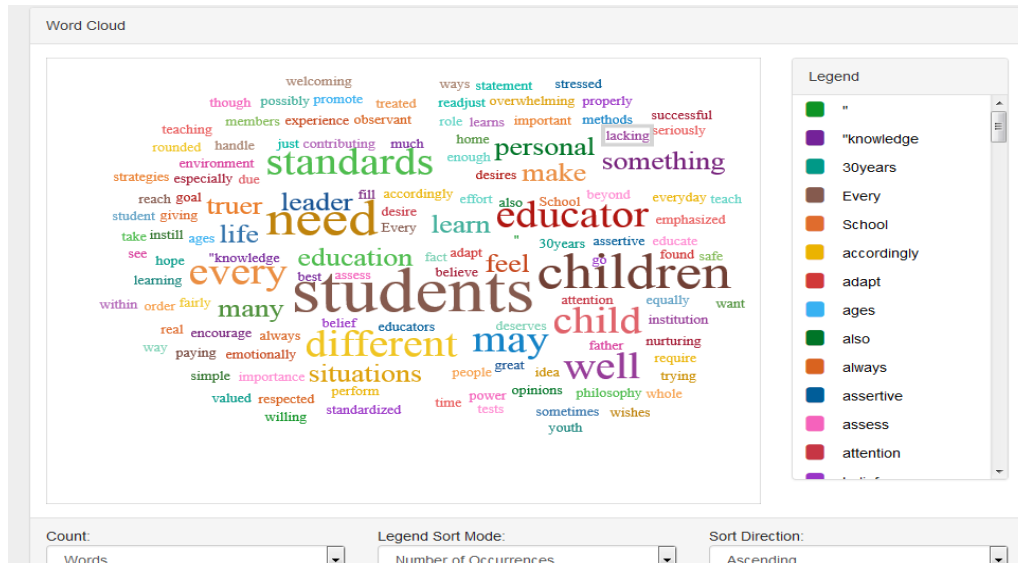 Word Cloud
welcoming
ways statement stressed
though possibly promote treated readjust overwhelming properly
members experience observant role learns important methods successful
teaching home lacking seriously
rounded handle just contributing much personal
environment standards enough something
strategies especially due desires make
reach goal truer leader fill accordingly effort also School beyond everyday teach
student giving need desire educator emphasized
take instill ages life Every learn " 30years assertive educate
see hope "knowledge education fact adapt feel go found safe
learning every best assess believe children
students
within order fairly many attention equally want
real encourage always belief educators deserves child institution
way paying emotionally different may father nurturing
simple importance situations people great idea well require
trying
valued respected perform time power opinions philosophy whole
willing standardized tests sometimes wishes
youth
Legend
"
"knowledge
30years
Every
School
accordingly
adapt
ages
also
always
assertive
assess
attention
Count:
Legend Sort Mode:
Sort Direction:
Words
Number of Occurrences
Ascending